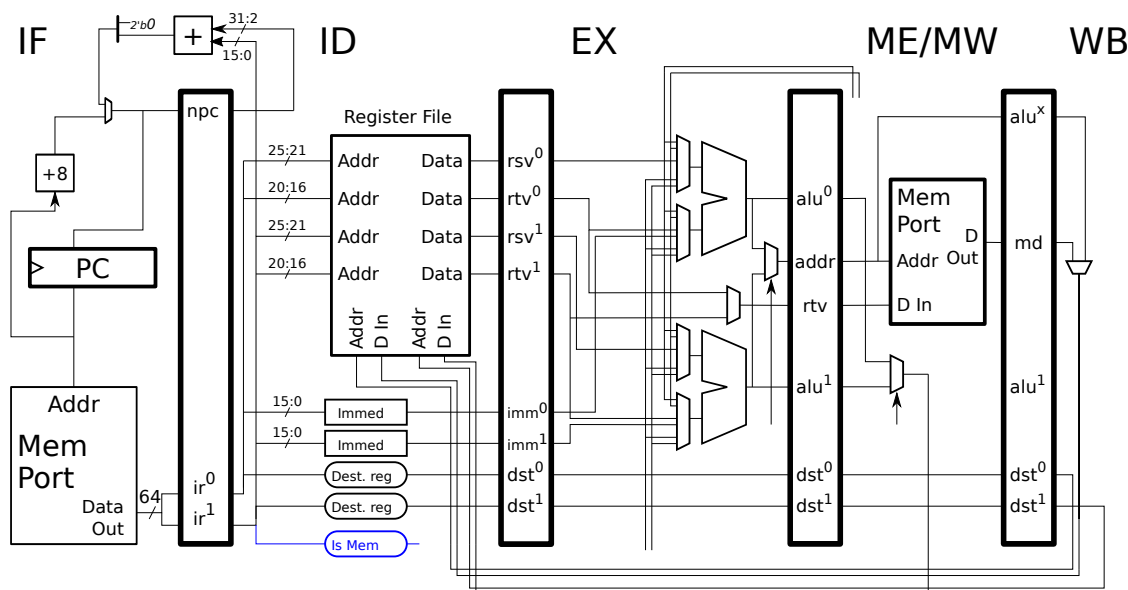 IF
ID
EX
ME/MW
WB
2'b0
+
31:2
15:0
npc
+8
PC
Addr
Mem
Port
Data
Out
64
ir0
ir1
Register File
25:21
Addr
Data
20:16
Addr
Data
25:21
Addr
Data
20:16
Addr
Data
Addr
D In
Addr
D In
15:0
Immed
15:0
Immed
Dest. reg
Dest. reg
Is Mem
rsv0
rtv0
rsv1
rtv1
imm0
imm1
dst0
dst1
alu0
addr
rtv
alu1
dst0
dst1
Mem
Port
D
Out
Addr
D In
alux
md
alu1
dst0
dst1